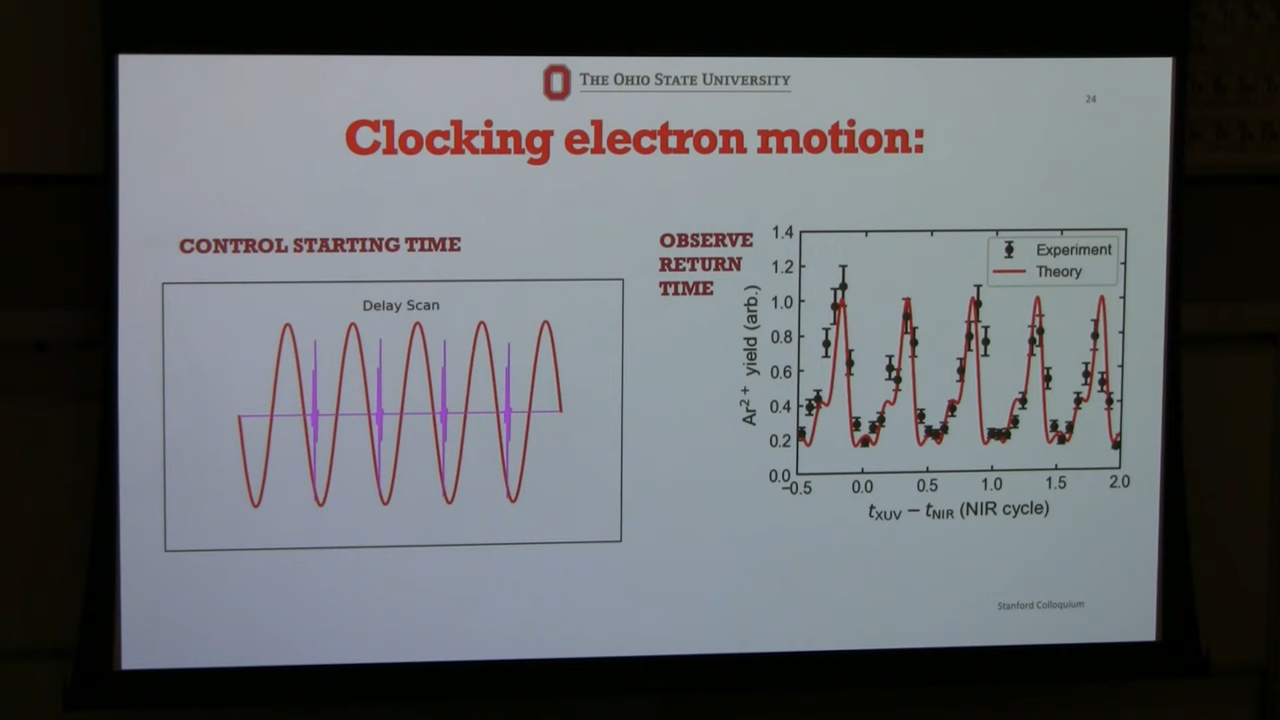 THE OHIO STATE UNIVERSITY
24
Clocking electron motion:
CONTROL STARTING TIME
Delay Scan
OBSERVE
RETURN
TIME
Experiment
Theory
Ar²⁺ yield (arb.)
1.4
1.2
1.0
0.8
0.6
0.4
0.2
0.0
−0.5 0.0 0.5 1.0 1.5 2.0
tXUV − tNIR (NIR cycle)
Stanford Colloquium